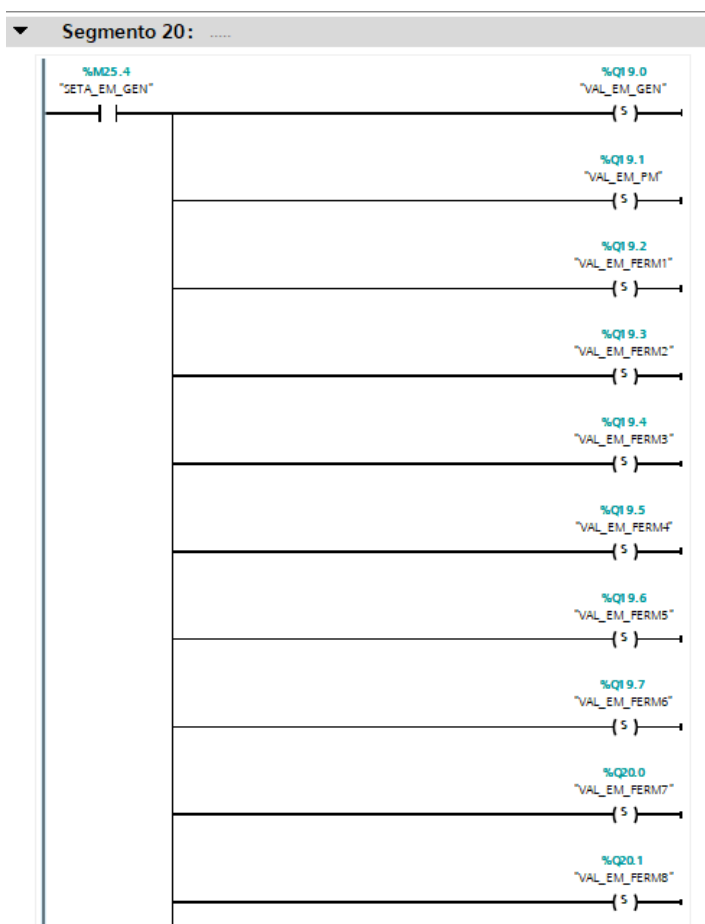 Segmento 20: .....
%M25.4
"SETA_EM_GEN"
%Q19.0
"VAL_EM_GEN"
( S )
%Q19.1
"VAL_EM_PM"
( S )
%Q19.2
"VAL_EM_FERM1"
( S )
%Q19.3
"VAL_EM_FERM2"
( S )
%Q19.4
"VAL_EM_FERM3"
( S )
%Q19.5
"VAL_EM_FERM4"
( S )
%Q19.6
"VAL_EM_FERM5"
( S )
%Q19.7
"VAL_EM_FERM6"
( S )
%Q20.0
"VAL_EM_FERM7"
( S )
%Q20.1
"VAL_EM_FERM8"
( S )